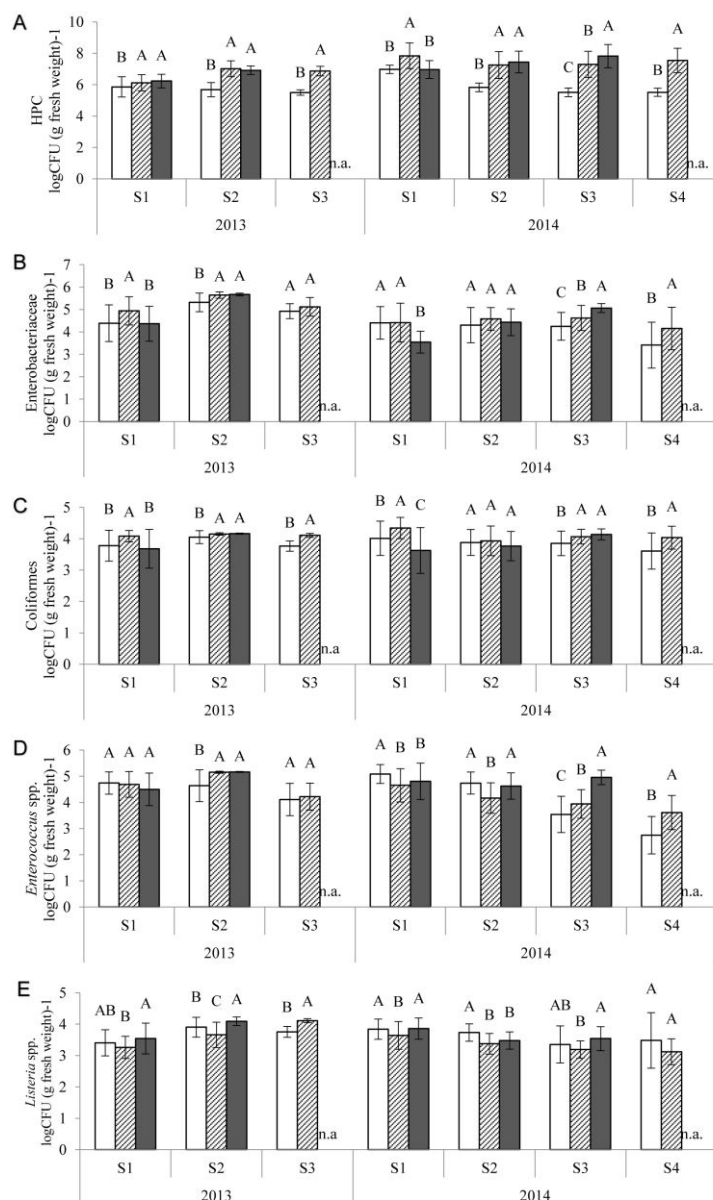 A
HPC
logCFU (g fresh weight)-1
10
8
6
4
2
0
B A A B A A B A A B B A A C B A B A
n.a. n.a.
S1 S2 S3 S1 S2 S3 S4
2013 2014
B
Enterobacteriaceae
logCFU (g fresh weight)-1
7
6
5
4
3
2
1
0
B A B B A A A A A A B A A A C B A B A
n.a. n.a.
S1 S2 S3 S1 S2 S3 S4
2013 2014
C
Coliformes
logCFU (g fresh weight)-1
5
4
3
2
1
0
B A B B A A B A B A C A A A B A A B A
n.a n.a.
S1 S2 S3 S1 S2 S3 S4
2013 2014
D
Enterococcus spp.
logCFU (g fresh weight)-1
6
5
4
3
2
1
0
A A A B A A A A A B B A B A C B A B A
n.a. n.a.
S1 S2 S3 S1 S2 S3 S4
2013 2014
E
Listeria spp.
logCFU (g fresh weight)-1
5
4
3
2
1
0
AB B A B C A B A A B A A B B AB B A A A
n.a n.a.
S1 S2 S3 S1 S2 S3 S4
2013 2014